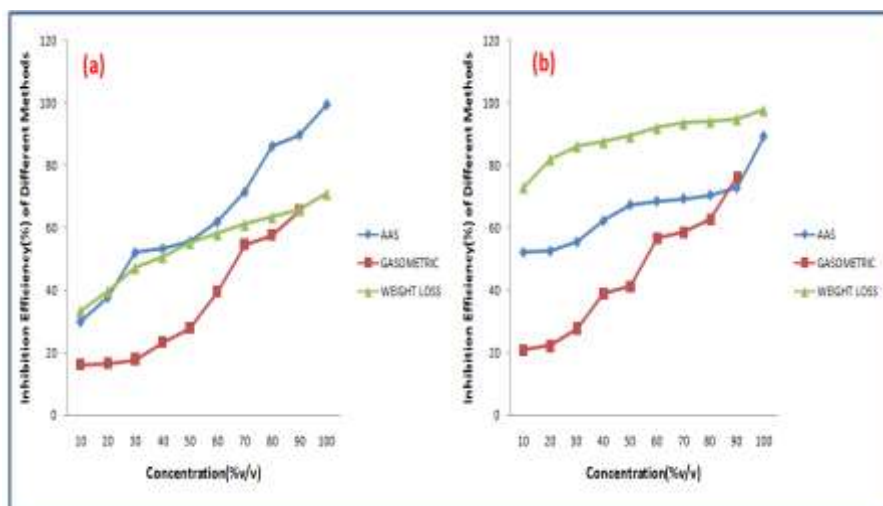 (a)
Inhibition Efficiency(%) of Different Methods
120
100
80
60
40
20
0
10 20 30 40 50 60 70 80 90 100
Concentration(%v/v)
AAS
GASOMETRIC
WEIGHT LOSS
(b)
Inhibition Efficiency(%) of Different Methods
120
100
80
60
40
20
0
10 20 30 40 50 60 70 80 90 100
Concentration(%v/v)
AAS
GASOMETRIC
WEIGHT LOSS